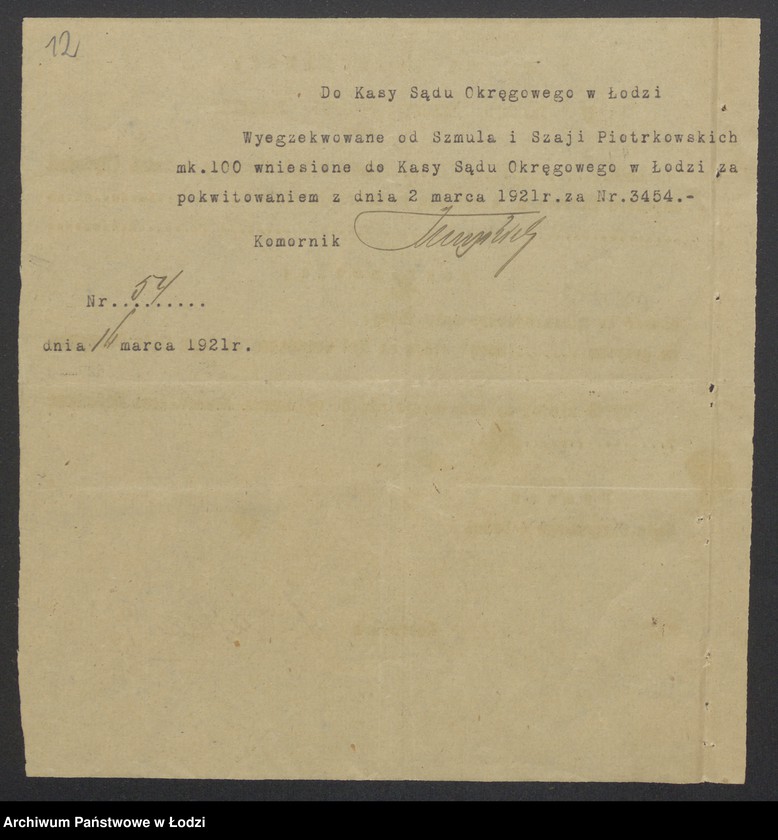 12
Do Kasy Sądu Okręgowego w Łodzi
Wyegzekwowane od Szmula i Szaji Piotrkowskich
mk.100 wniesione do Kasy Sądu Okręgowego w Łodzi za
pokwitowaniem z dnia 2 marca 1921r.za Nr.3454.-
Komornik
Nr...54......
dnia 16 marca 1921r.
Archiwum Państwowe w Łodzi